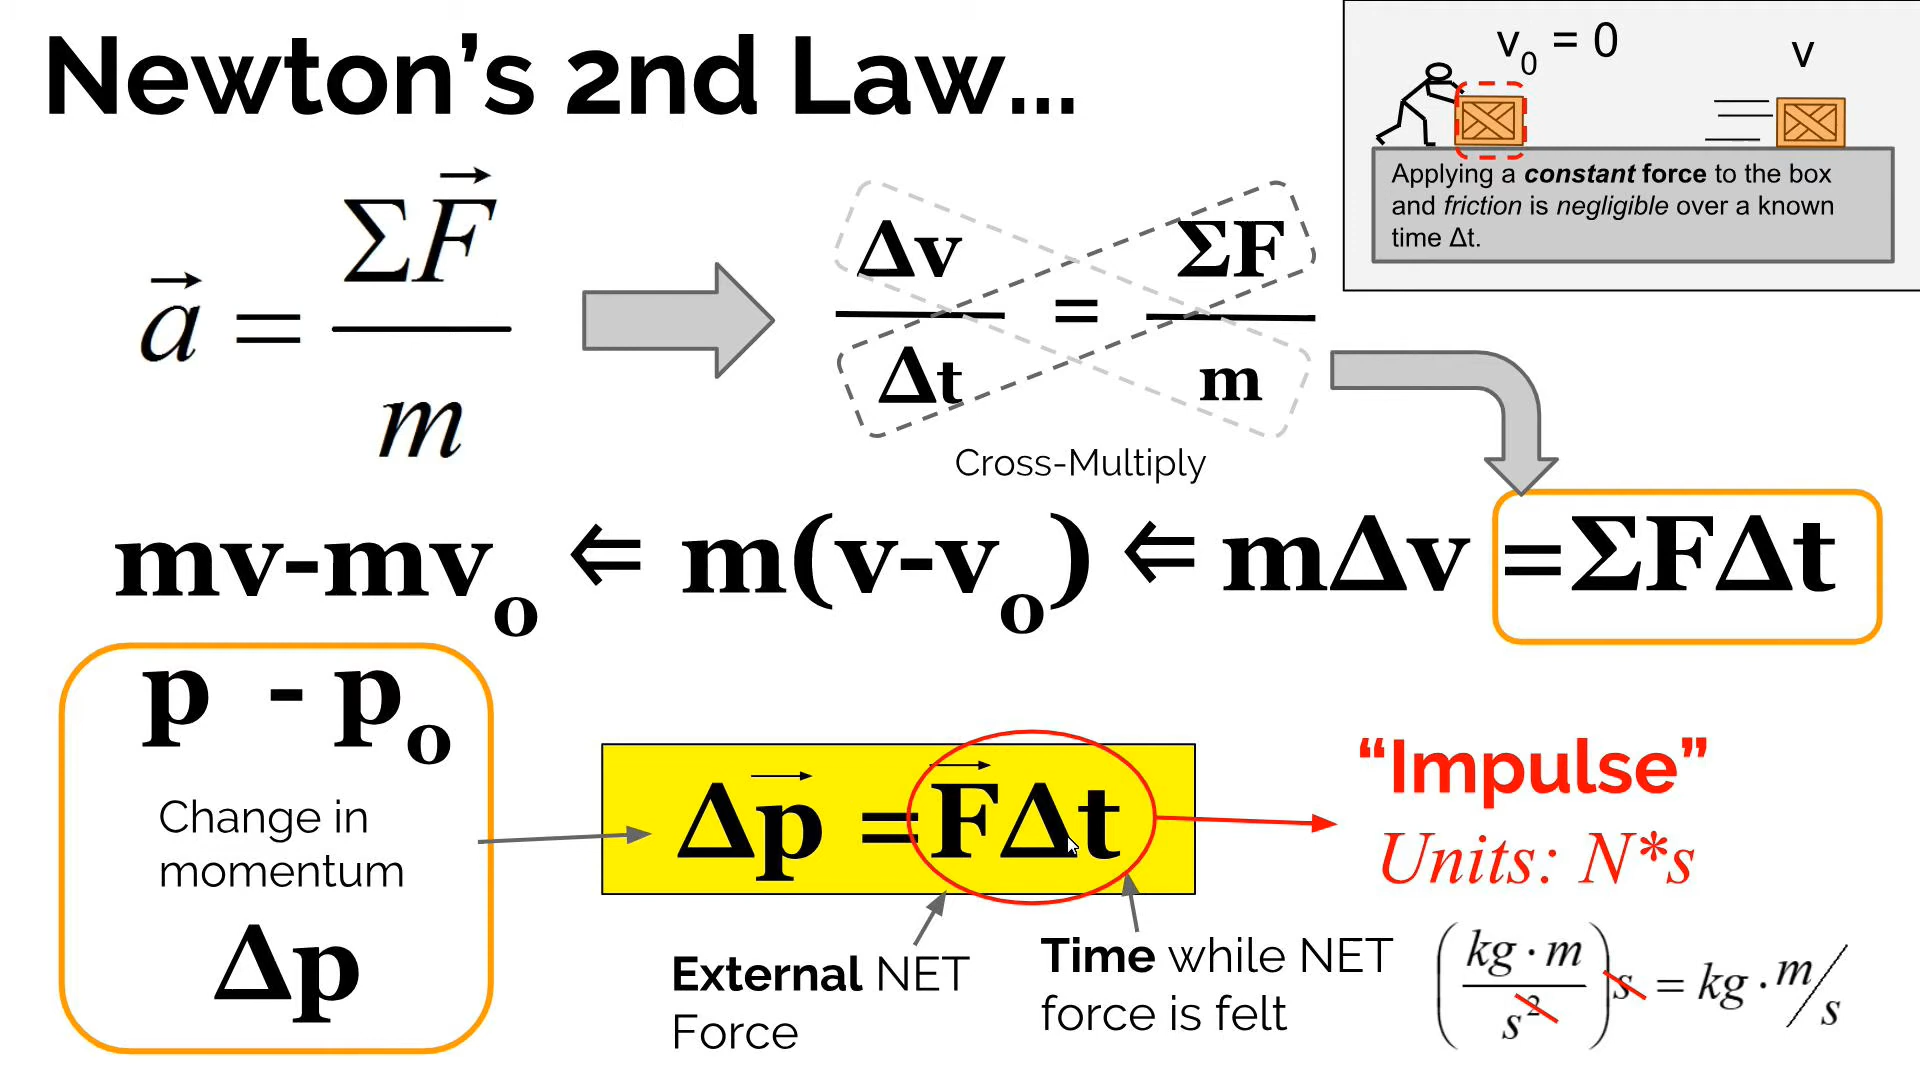 Newton's 2nd Law...
v₀ = 0
v
Applying a constant force to the box
and friction is negligible over a known
time Δt.
a⃗ = ΣF⃗ / m
Δv / Δt = ΣF / m
Cross-Multiply
mv-mvₒ ⇐ m(v-vₒ) ⇐ mΔv =ΣFΔt
p - pₒ
Change in
momentum
Δp
Δp⃗ =F⃗Δt
External NET
Force
Time while NET
force is felt
“Impulse”
Units: N*s
(kg · m / s²) s = kg · m/s